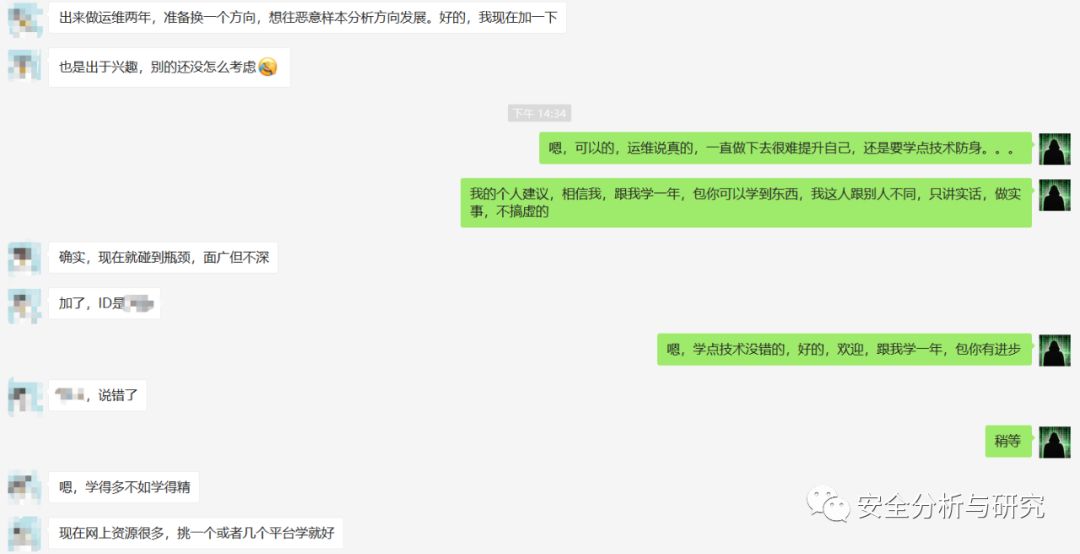 出来做运维两年，准备换一个方向，想往恶意样本分析方向发展。好的，我现在加一下
也是出于兴趣，别的还没怎么考虑
下午 14:34
嗯，可以的，运维说真的，一直做下去很难提升自己，还是要学点技术防身。。。
我的个人建议，相信我，跟我学一年，包你可以学到东西，我这人跟别人不同，只讲实话，做实
事，不搞虚的
确实，现在就碰到瓶颈，面广但不深
加了，ID是
嗯，学点技术没错的，好的，欢迎，跟我学一年，包你有进步
，说错了
稍等
嗯，学得多不如学得精
现在网上资源很多，挑一个或者几个平台学就好
安全分析与研究